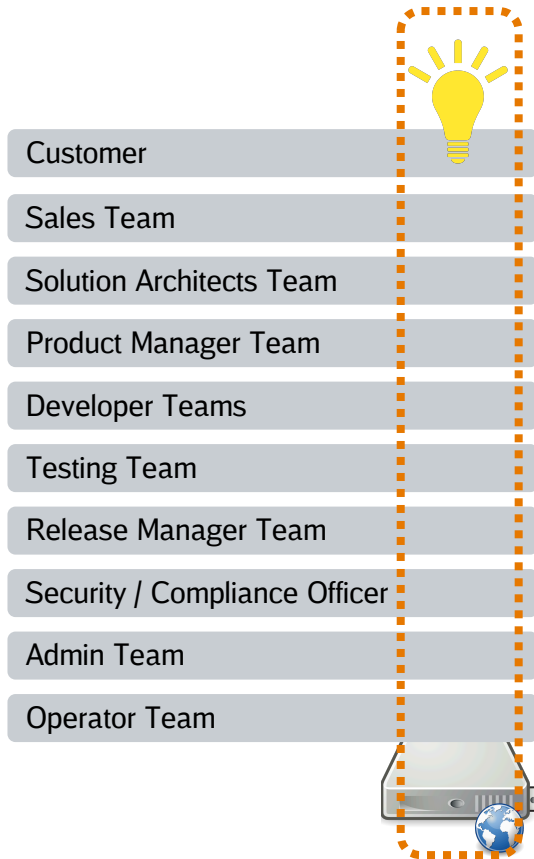 Customer
Sales Team
Solution Architects Team
Product Manager Team
Developer Teams
Testing Team
Release Manager Team
Security / Compliance Officer
Admin Team
Operator Team